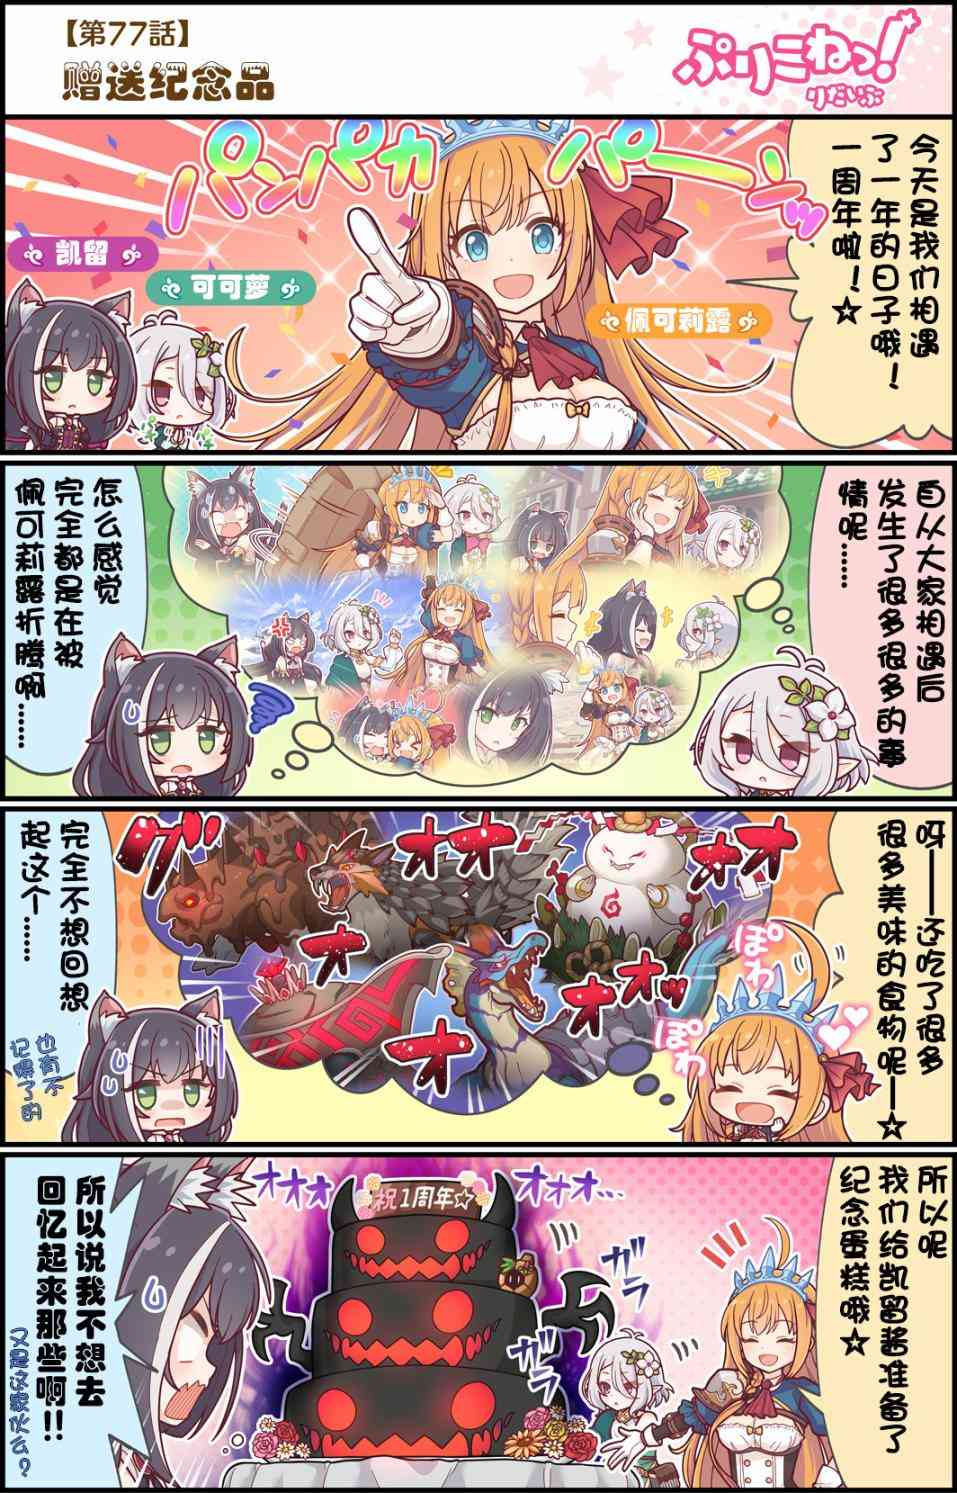 【第77話】
赠送纪念品
ぷりこねっ！
りだいぶ
パンパカパーンッ
今天是我们相遇
了一年的日子哦！
一周年啦！☆
凯留
可可萝
佩可莉露
自从大家相遇后
发生了很多很多的事
情呢……
怎么感觉
完全都是在被
佩可莉露折腾啊……
呀——还吃了很多
很多美味的食物呢——☆
グオオオオオオオオッ
ぽわ
ぽわ
完全不想回想
起这个……
也有不
记得了的
所以呢
我们给凯留酱准备了
纪念蛋糕哦☆
祝1周年☆
オオオ
オオオ…
ガラ
ガラ
所以说我不想去
回忆起来那些啊!!
又是这家伙么?